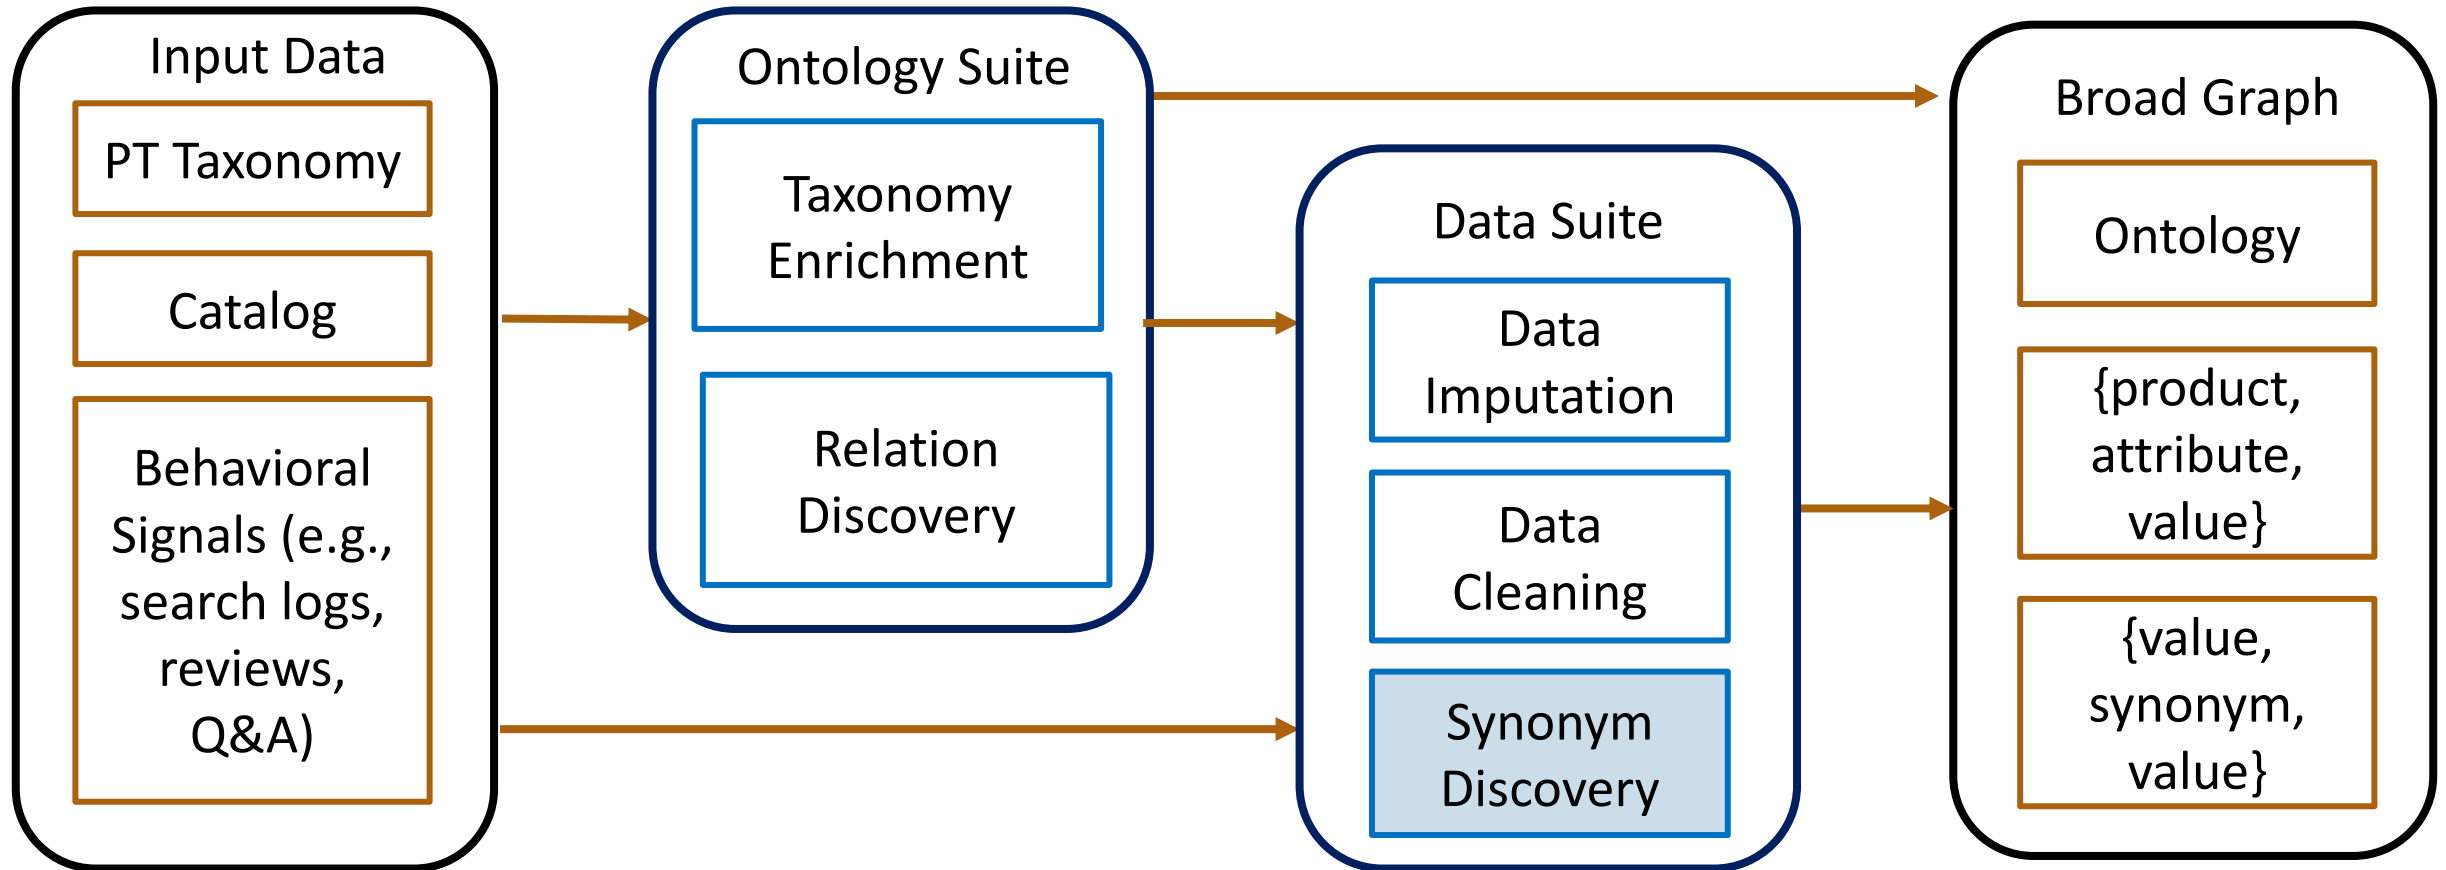 Input Data
PT Taxonomy
Catalog
Behavioral
Signals (e.g.,
search logs,
reviews,
Q&A)
Ontology Suite
Taxonomy
Enrichment
Relation
Discovery
Data Suite
Data
Imputation
Data
Cleaning
Synonym
Discovery
Broad Graph
Ontology
{product,
attribute,
value}
{value,
synonym,
value}